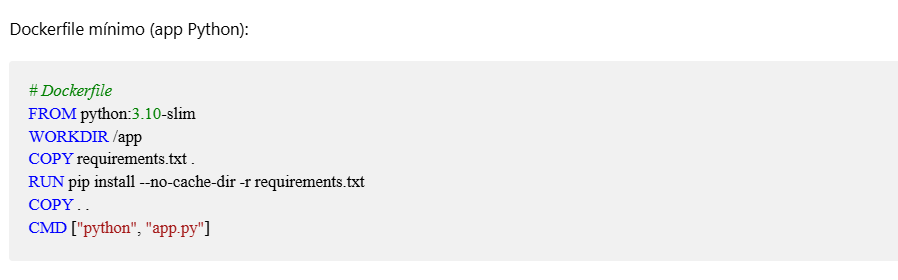 Dockerfile mínimo (app Python):
# Dockerfile
FROM python:3.10-slim
WORKDIR /app
COPY requirements.txt .
RUN pip install --no-cache-dir -r requirements.txt
COPY . .
CMD ["python", "app.py"]